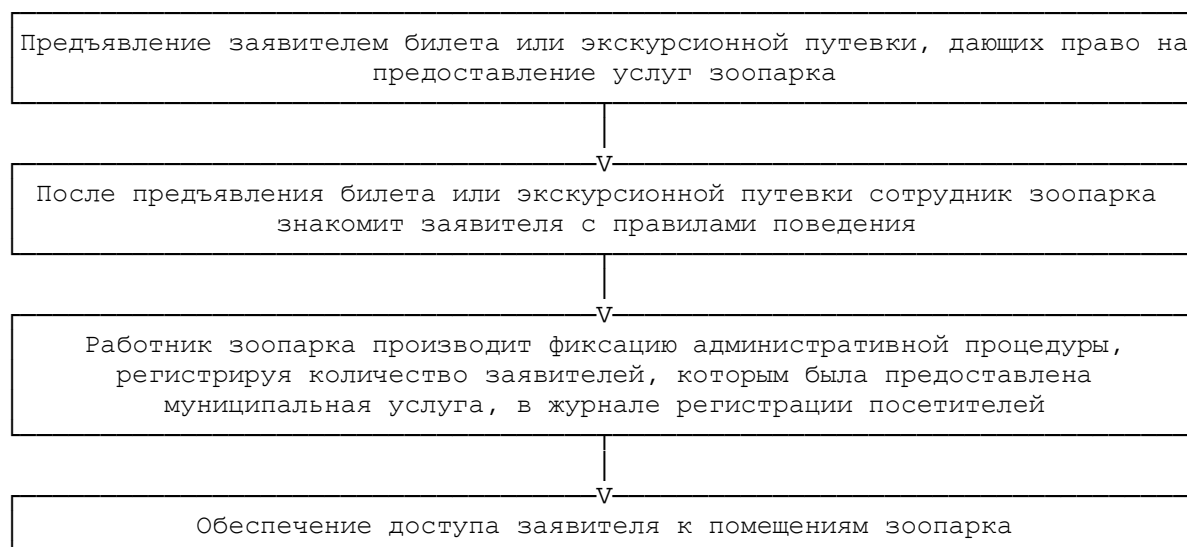 Предъявление заявителем билета или экскурсионной путевки, дающих право на
предоставление услуг зоопарка
V
После предъявления билета или экскурсионной путевки сотрудник зоопарка
знакомит заявителя с правилами поведения
V
Работник зоопарка производит фиксацию административной процедуры,
регистрируя количество заявителей, которым была предоставлена
муниципальная услуга, в журнале регистрации посетителей
V
Обеспечение доступа заявителя к помещениям зоопарка